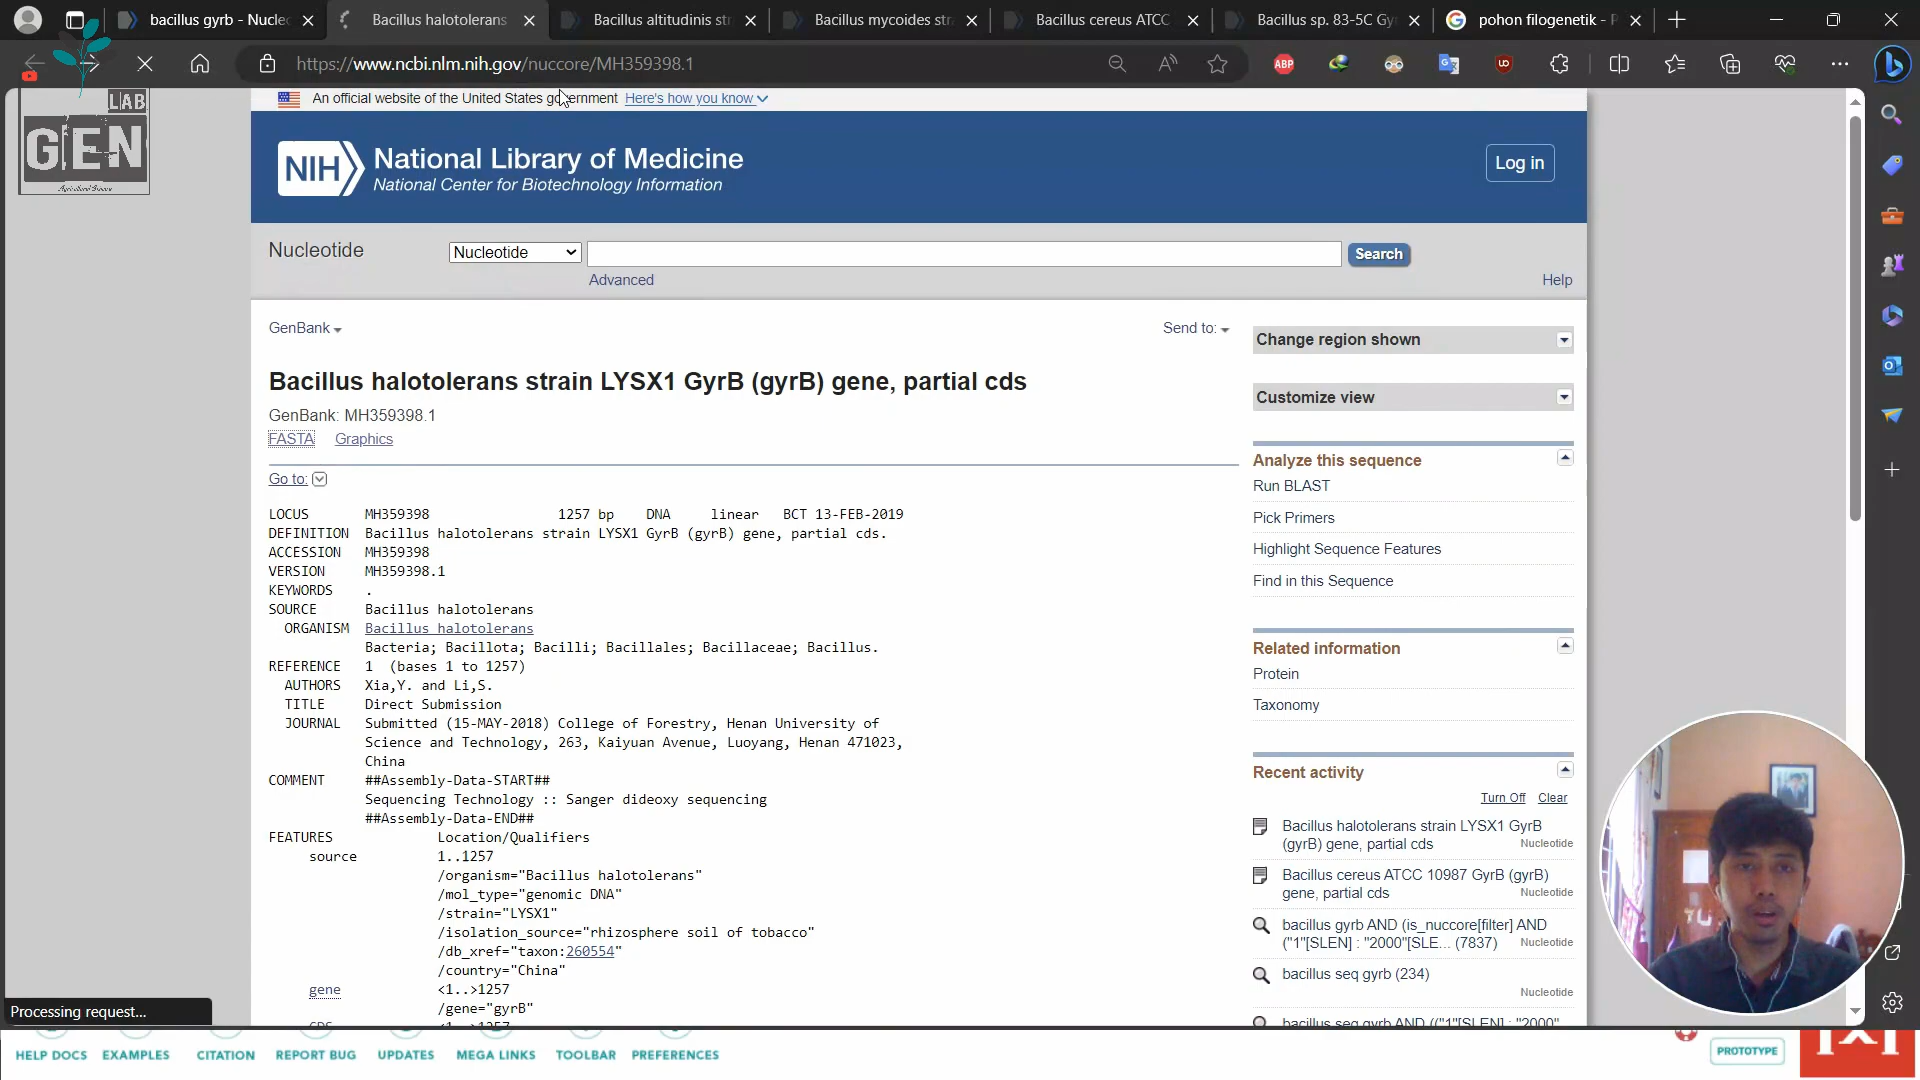 bacillus gyrb - Nucleo
Bacillus halotolerans
Bacillus altitudinis str
Bacillus mycoides stra
Bacillus cereus ATCC
Bacillus sp. 83-5C Gy
pohon filogenetik - P
https://www.ncbi.nlm.nih.gov/nuccore/MH359398.1
ABP
LAB
GEN
An official website of the United States government Here's how you know
NIH National Library of Medicine
National Center for Biotechnology Information
Log in
Nucleotide
Nucleotide
Search
Advanced
Help
GenBank
Send to:
Bacillus halotolerans strain LYSX1 GyrB (gyrB) gene, partial cds
GenBank: MH359398.1
FASTA Graphics
Go to:
LOCUS MH359398 1257 bp DNA linear BCT 13-FEB-2019
DEFINITION Bacillus halotolerans strain LYSX1 GyrB (gyrB) gene, partial cds.
ACCESSION MH359398
VERSION MH359398.1
KEYWORDS .
SOURCE Bacillus halotolerans
ORGANISM Bacillus halotolerans
Bacteria; Bacillota; Bacilli; Bacillales; Bacillaceae; Bacillus.
REFERENCE 1 (bases 1 to 1257)
AUTHORS Xia,Y. and Li,S.
TITLE Direct Submission
JOURNAL Submitted (15-MAY-2018) College of Forestry, Henan University of
Science and Technology, 263, Kaiyuan Avenue, Luoyang, Henan 471023,
China
COMMENT ##Assembly-Data-START##
Sequencing Technology :: Sanger dideoxy sequencing
##Assembly-Data-END##
FEATURES Location/Qualifiers
source 1..1257
/organism="Bacillus halotolerans"
/mol_type="genomic DNA"
/strain="LYSX1"
/isolation_source="rhizosphere soil of tobacco"
/db_xref="taxon:260554"
/country="China"
gene <1..>1257
/gene="gyrB"
CDS <1..>1257
Change region shown
Customize view
Analyze this sequence
Run BLAST
Pick Primers
Highlight Sequence Features
Find in this Sequence
Related information
Protein
Taxonomy
Recent activity
Turn Off Clear
Bacillus halotolerans strain LYSX1 GyrB
(gyrB) gene, partial cds Nucleotide
Bacillus cereus ATCC 10987 GyrB (gyrB)
gene, partial cds Nucleotide
bacillus gyrb AND (is_nuccore[filter] AND
("1"[SLEN] : "2000"[SLE... (7837) Nucleotide
bacillus seq gyrb (234)
Nucleotide
bacillus seq gyrb AND (("1"[SLEN] : "2000"
Processing request...
HELP DOCS EXAMPLES CITATION REPORT BUG UPDATES MEGA LINKS TOOLBAR PREFERENCES
PROTOTYPE